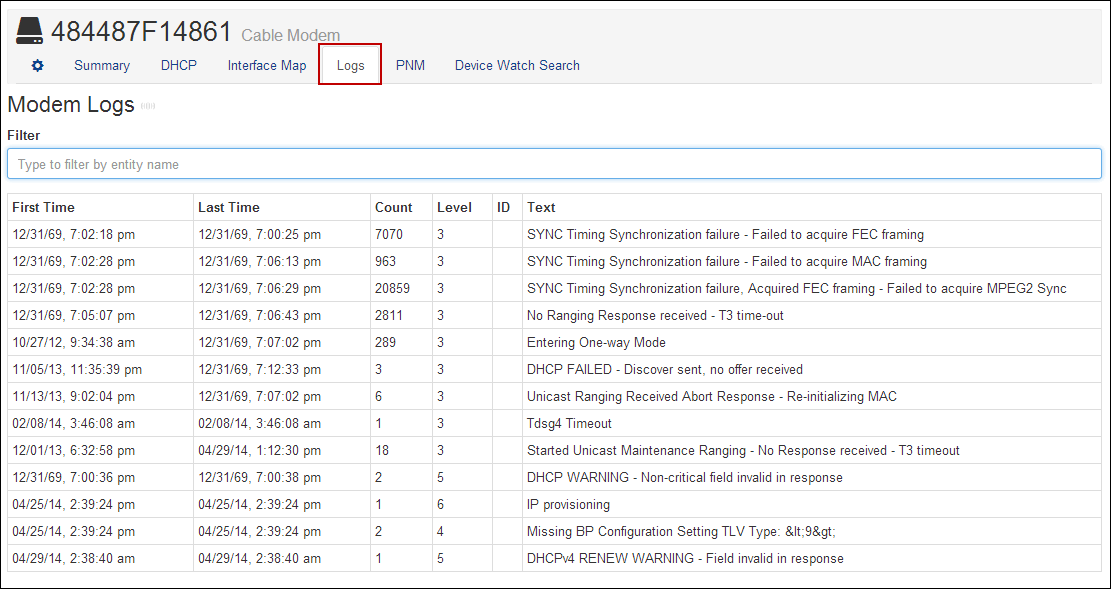 484487F14861 Cable Modem
Summary DHCP Interface Map Logs PNM Device Watch Search
Modem Logs
Filter
Type to filter by entity name
First Time Last Time Count Level ID Text
12/31/69, 7:02:18 pm 12/31/69, 7:00:25 pm 7070 3 SYNC Timing Synchronization failure - Failed to acquire FEC framing
12/31/69, 7:02:28 pm 12/31/69, 7:06:13 pm 963 3 SYNC Timing Synchronization failure - Failed to acquire MAC framing
12/31/69, 7:02:28 pm 12/31/69, 7:06:29 pm 20859 3 SYNC Timing Synchronization failure, Acquired FEC framing - Failed to acquire MPEG2 Sync
12/31/69, 7:05:07 pm 12/31/69, 7:06:43 pm 2811 3 No Ranging Response received - T3 time-out
10/27/12, 9:34:38 am 12/31/69, 7:07:02 pm 289 3 Entering One-way Mode
11/05/13, 11:35:39 pm 12/31/69, 7:12:33 pm 3 3 DHCP FAILED - Discover sent, no offer received
11/13/13, 9:02:04 pm 12/31/69, 7:07:02 pm 6 3 Unicast Ranging Received Abort Response - Re-initializing MAC
02/08/14, 3:46:08 am 02/08/14, 3:46:08 am 1 3 Tdsg4 Timeout
12/01/13, 6:32:58 pm 04/29/14, 1:12:30 pm 18 3 Started Unicast Maintenance Ranging - No Response received - T3 timeout
12/31/69, 7:00:36 pm 12/31/69, 7:00:38 pm 2 5 DHCP WARNING - Non-critical field invalid in response
04/25/14, 2:39:24 pm 04/25/14, 2:39:24 pm 1 6 IP provisioning
04/25/14, 2:39:24 pm 04/25/14, 2:39:24 pm 2 4 Missing BP Configuration Setting TLV Type: &lt;9&gt;
04/29/14, 2:38:40 am 04/29/14, 2:38:40 am 1 5 DHCPv4 RENEW WARNING - Field invalid in response